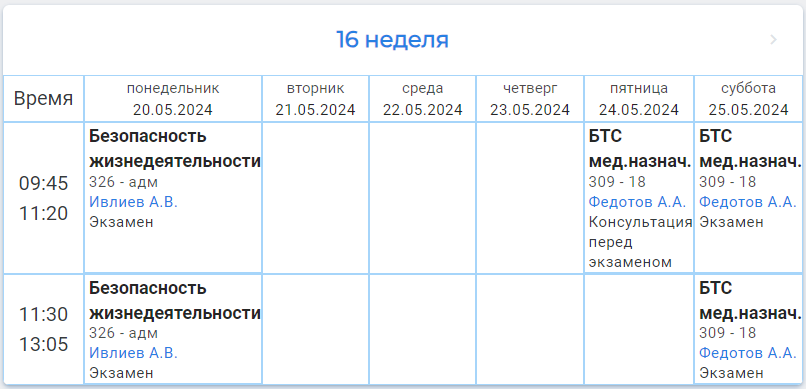 16 неделя
Время
понедельник
20.05.2024
вторник
21.05.2024
среда
22.05.2024
четверг
23.05.2024
пятница
24.05.2024
суббота
25.05.2024
09:45
11:20
Безопасность
жизнедеятельности
326 - адм
Ивлиев А.В.
Экзамен
БТС
мед.назнач.
309 - 18
Федотов А.А.
Консультация
перед
экзаменом
БТС
мед.назнач.
309 - 18
Федотов А.А.
Экзамен
11:30
13:05
Безопасность
жизнедеятельности
326 - адм
Ивлиев А.В.
Экзамен
БТС
мед.назнач.
309 - 18
Федотов А.А.
Экзамен